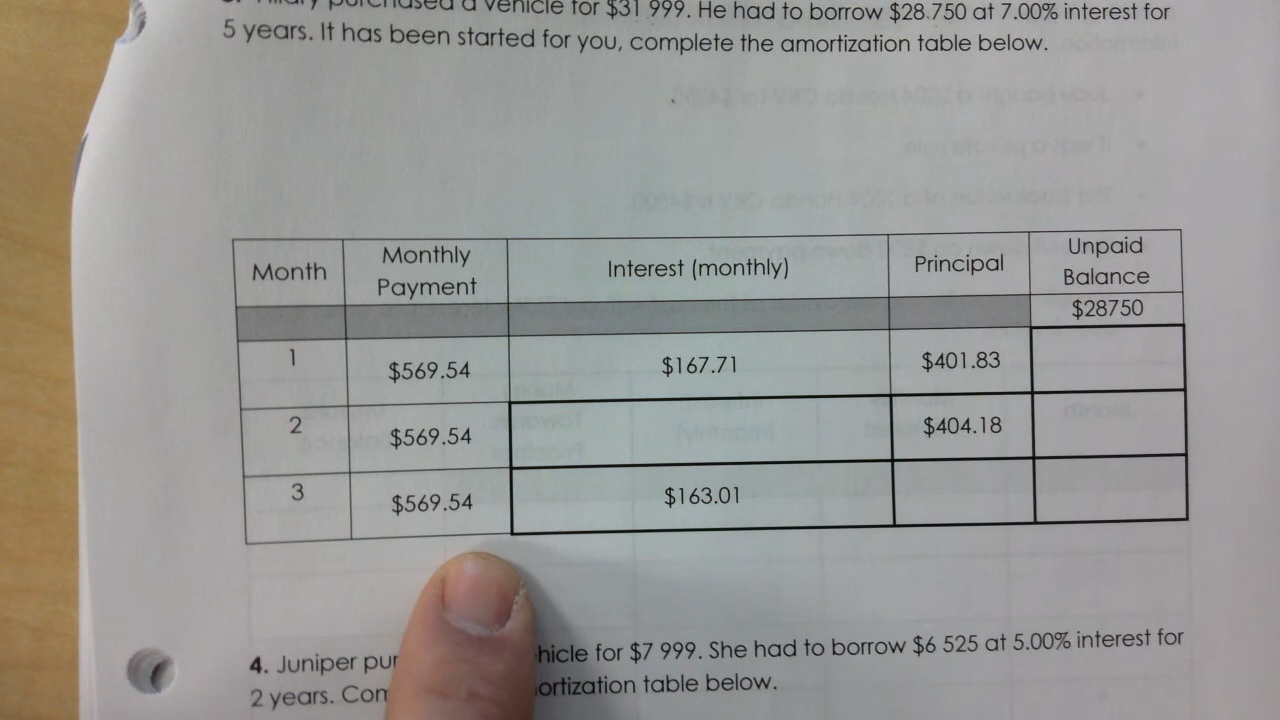 purchased a vehicle for $31 999. He had to borrow $28.750 at 7.00% interest for
5 years. It has been started for you, complete the amortization table below.
Month Monthly Payment Interest (monthly) Principal Unpaid Balance
$28750
1 $569.54 $167.71 $401.83
2 $569.54 $404.18
3 $569.54 $163.01
4. Juniper pur hicle for $7 999. She had to borrow $6 525 at 5.00% interest for
2 years. Com ortization table below.